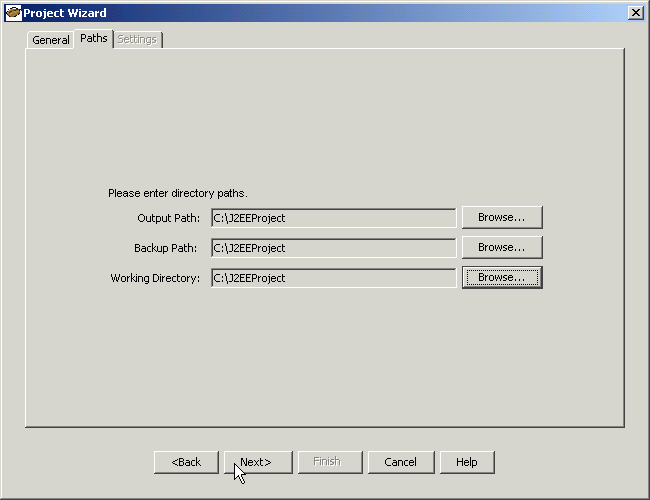 Project Wizard
General Paths Settings
Please enter directory paths.
Output Path: C:\J2EEProject Browse...
Backup Path: C:\J2EEProject Browse...
Working Directory: C:\J2EEProject Browse...
<Back Next> Finish Cancel Help